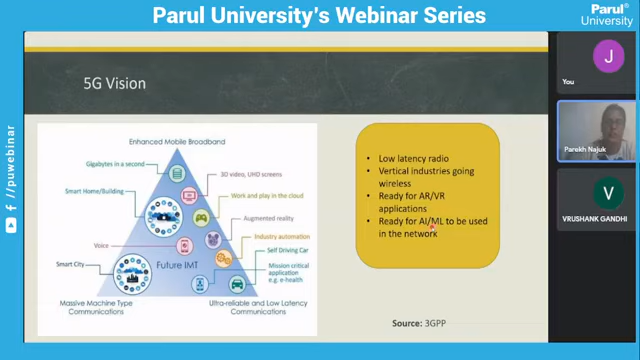 Parul University's Webinar Series
Parul®
University
5G Vision
Enhanced Mobile Broadband
Gigabytes in a second
3D video, UHD screens
Smart Home/Building
Work and play in the cloud
Augmented reality
Voice
Industry automation
Self Driving Car
Smart City
Future IMT
Mission critical
application
e.g. e-health
Massive Machine Type
Communications
Ultra-reliable and Low Latency
Communications
• Low latency radio
• Vertical industries going
wireless
• Ready for AR/VR
applications
• Ready for AI/ML to be used
in the network
Source: 3GPP
J
You
Parekh Najuk
V
VRUSHANK GANDHI
/puwebinar